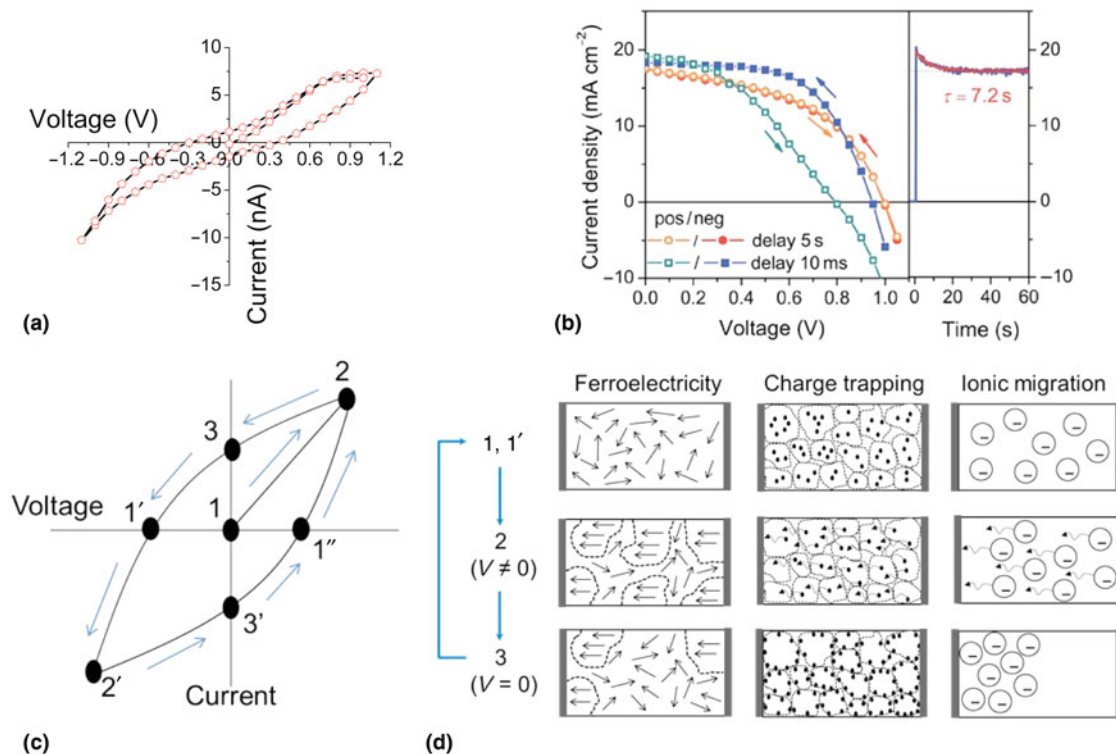 10
5
0
−5
−10
−15
Voltage (V)
−1.2 −0.9 −0.6 −0.3 0.0 0.3 0.6 0.9 1.2
Current (nA)
(a)
20
10
0
−10
Current density (mA cm−2)
pos/neg
/ delay 5 s
/ delay 10 ms
0.0 0.2 0.4 0.6 0.8 1.0
Voltage (V)
τ = 7.2 s
20
10
0
−10
0 20 40 60
Time (s)
(b)
2
3
Voltage
1′
1
1″
3′
2′
Current
(c)
Ferroelectricity Charge trapping Ionic migration
1, 1′
2
(V ≠ 0)
3
(V = 0)
− − − − − − −
− − − − − − −
− − − − − − − −
(d)